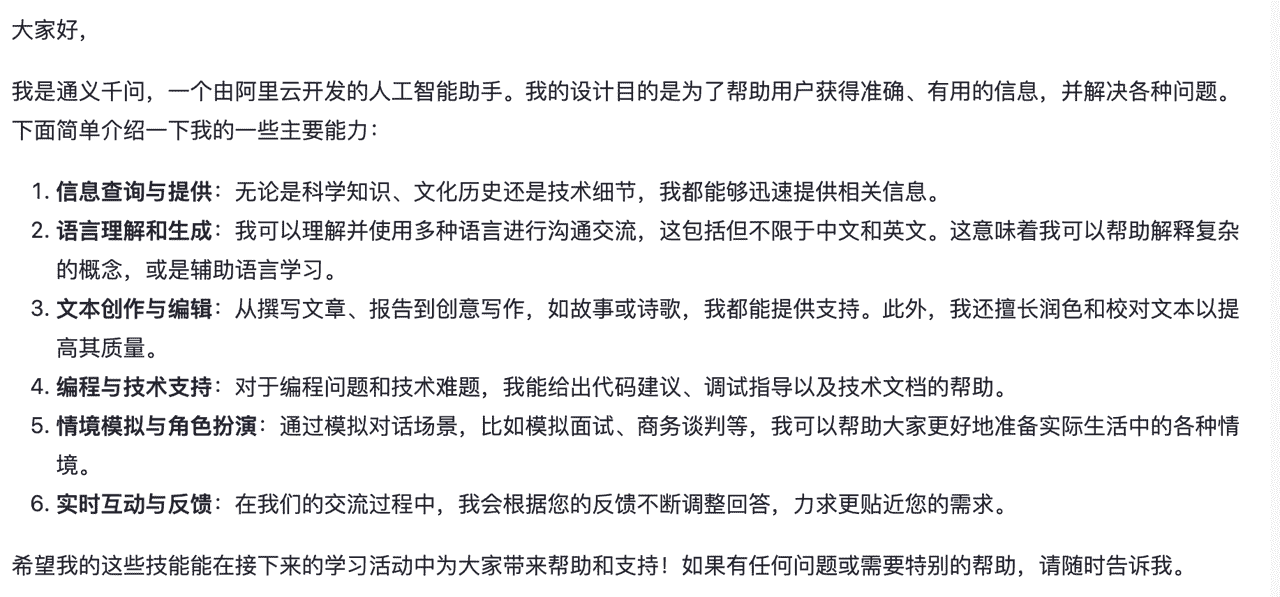 大家好，
我是通义千问，一个由阿里云开发的人工智能助手。我的设计目的是为了帮助用户获得准确、有用的信息，并解决各种问题。
下面简单介绍一下我的一些主要能力：
1. 信息查询与提供：无论是科学知识、文化历史还是技术细节，我都能够迅速提供相关信息。
2. 语言理解和生成：我可以理解并使用多种语言进行沟通交流，这包括但不限于中文和英文。这意味着我可以帮助解释复杂
的概念，或是辅助语言学习。
3. 文本创作与编辑：从撰写文章、报告到创意写作，如故事或诗歌，我都能提供支持。此外，我还擅长润色和校对文本以提
高其质量。
4. 编程与技术支持：对于编程问题和技术难题，我能给出代码建议、调试指导以及技术文档的帮助。
5. 情境模拟与角色扮演：通过模拟对话场景，比如模拟面试、商务谈判等，我可以帮助大家更好地准备实际生活中的各种情
境。
6. 实时互动与反馈：在我们的交流过程中，我会根据您的反馈不断调整回答，力求更贴近您的需求。
希望我的这些技能能在接下来的学习活动中为大家带来帮助和支持！如果有任何问题或需要特别的帮助，请随时告诉我。